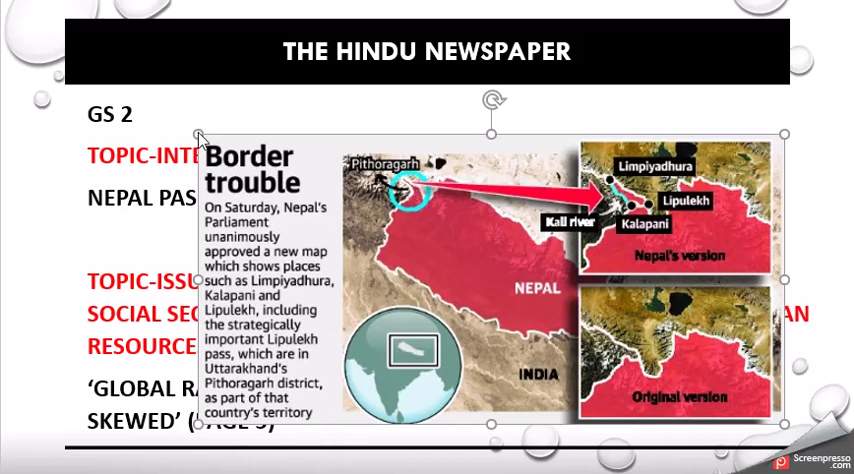 THE HINDU NEWSPAPER
GS 2
TOPIC-INTE
NEPAL PAS
TOPIC-ISSU
SOCIAL SEC AN
RESOURCE
‘GLOBAL RA
SKEWED’ (PAGE 9)
Border
trouble
On Saturday, Nepal's
Parliament
unanimously
approved a new map
which shows places
such as Limpiyadhura,
Kalapani and
Lipulekh, including
the strategically
important Lipulekh
pass, which are in
Uttarakhand's
Pithoragarh district,
as part of that
country's territory
Pithoragarh
NEPAL
INDIA
Limpiyadhura
Lipulekh
Kali river
Kalapani
Nepal's version
Original version
Screenpresso
.com